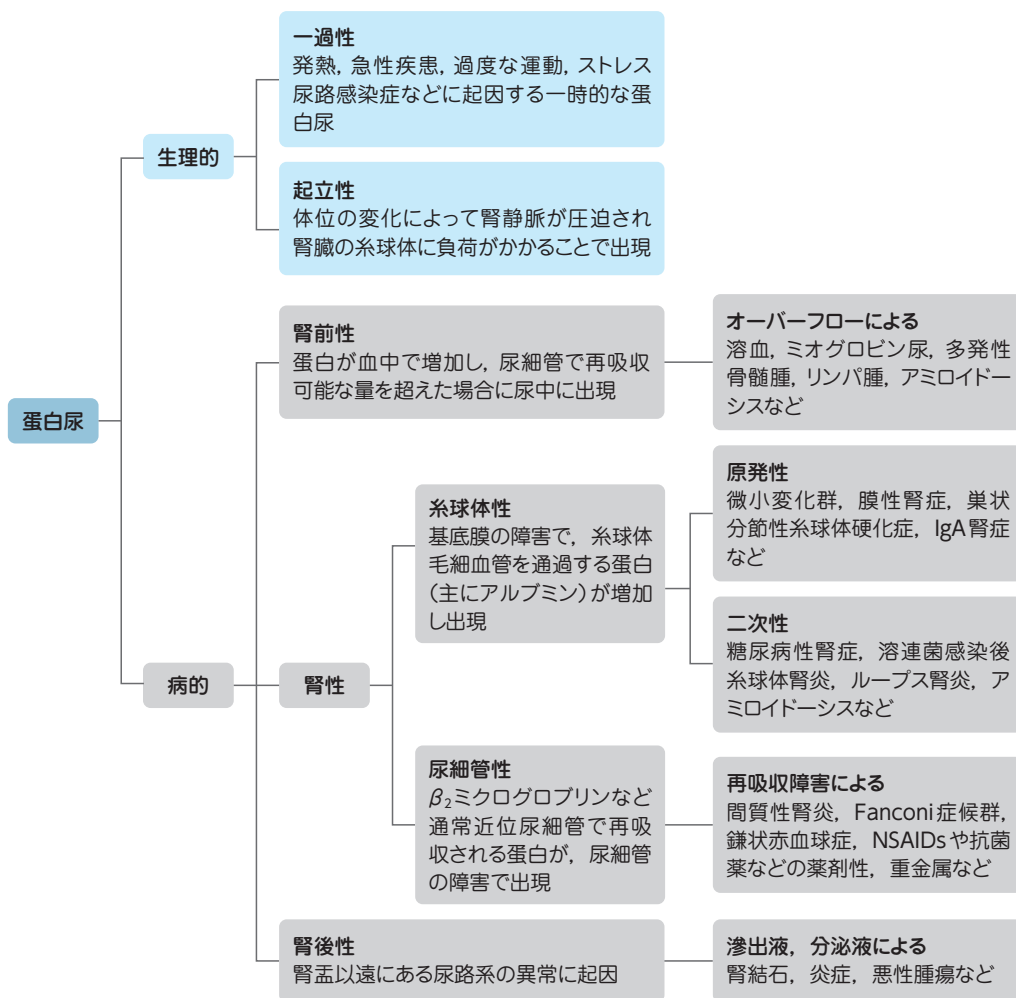 蛋白尿
生理的
一過性
発熱，急性疾患，過度な運動，ストレス
尿路感染症などに起因する一時的な蛋
白尿
起立性
体位の変化によって腎静脈が圧迫され
腎臓の糸球体に負荷がかかることで出現
病的
腎前性
蛋白が血中で増加し，尿細管で再吸収
可能な量を超えた場合に尿中に出現
オーバーフローによる
溶血，ミオグロビン尿，多発性
骨髄腫，リンパ腫，アミロイドー
シスなど
腎性
糸球体性
基底膜の障害で，糸球体
毛細血管を通過する蛋白
（主にアルブミン）が増加
し出現
原発性
微小変化群，膜性腎症，巣状
分節性糸球体硬化症，IgA腎症
など
二次性
糖尿病性腎症，溶連菌感染後
糸球体腎炎，ループス腎炎，ア
ミロイドーシスなど
尿細管性
β₂ミクログロブリンなど
通常近位尿細管で再吸
収される蛋白が，尿細管
の障害で出現
再吸収障害による
間質性腎炎，Fanconi症候群，
鎌状赤血球症，NSAIDsや抗菌
薬などの薬剤性，重金属など
腎後性
腎盂以遠にある尿路系の異常に起因
滲出液，分泌液による
腎結石，炎症，悪性腫瘍など